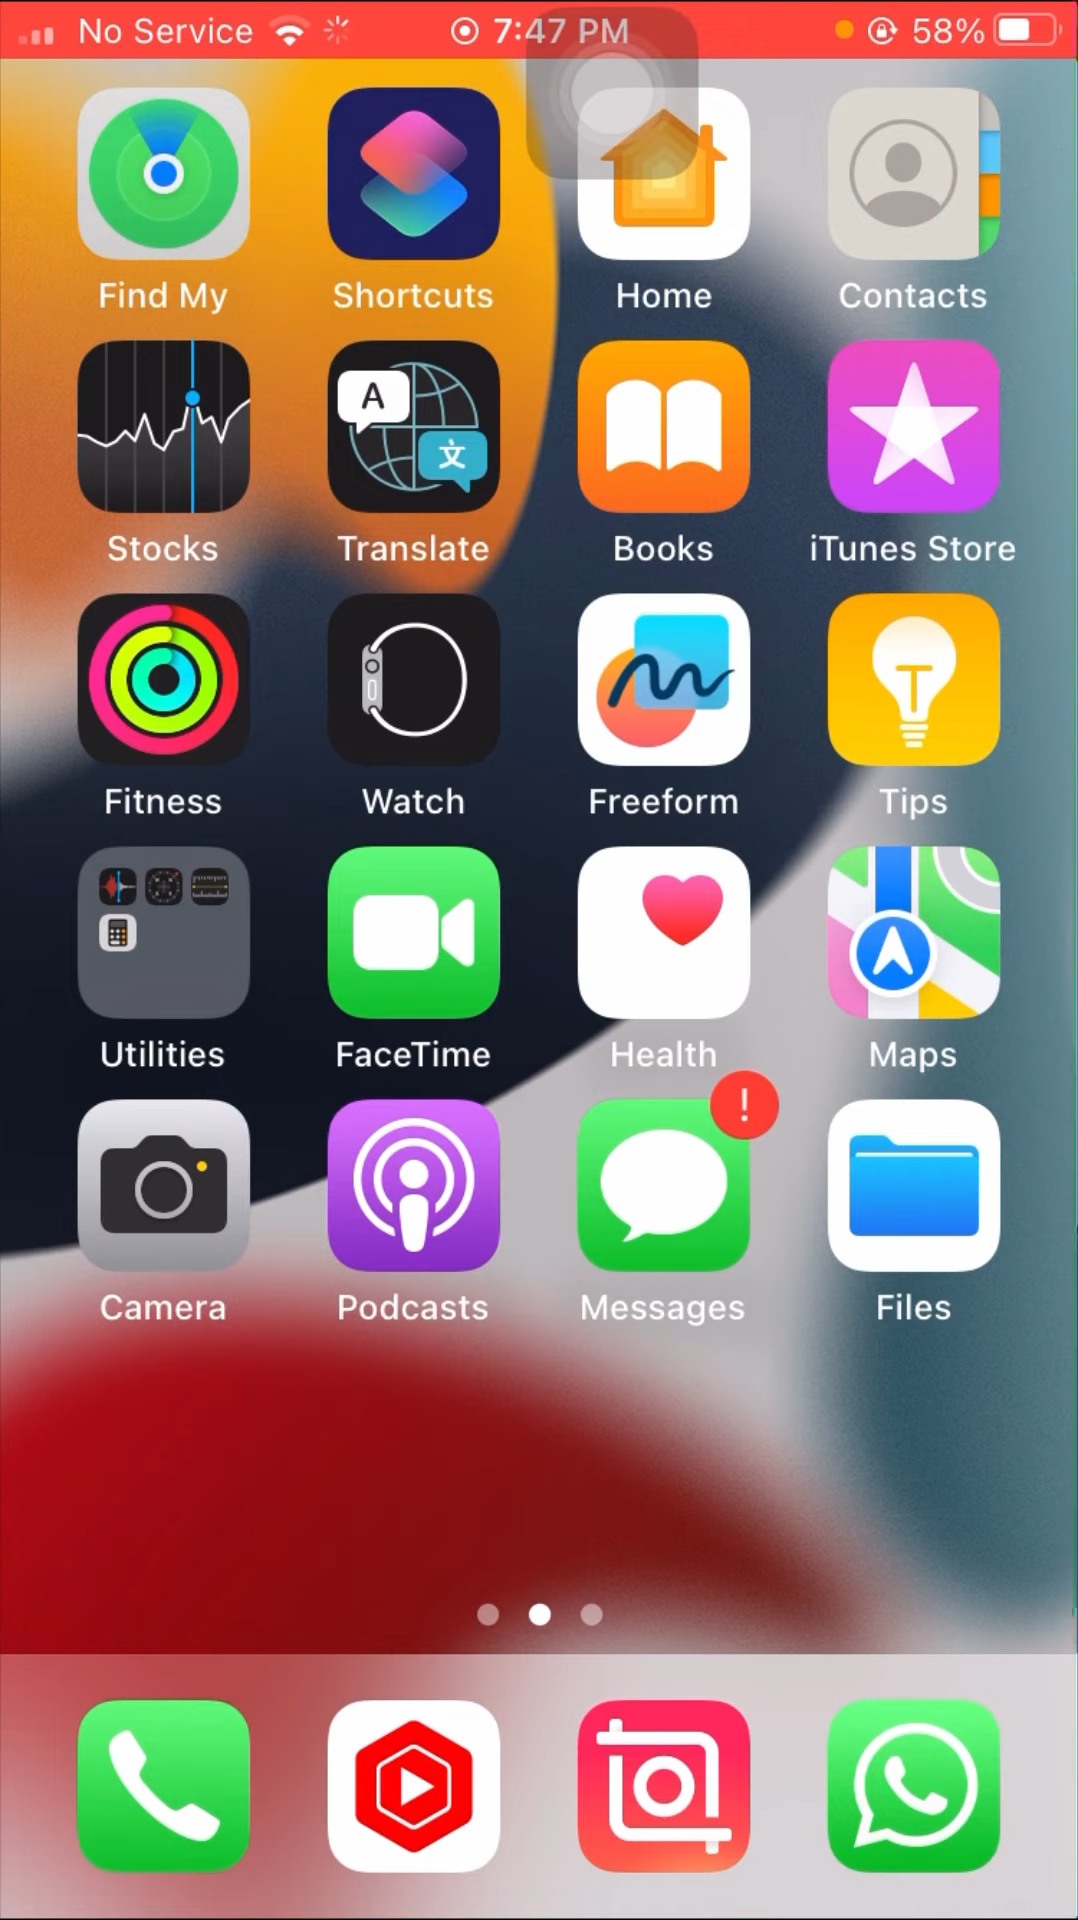 No Service 7:47 PM 58%
Find My Shortcuts Home Contacts
A
文
Stocks Translate Books iTunes Store
Fitness Watch Freeform Tips
Utilities FaceTime Health Maps
!
Camera Podcasts Messages Files